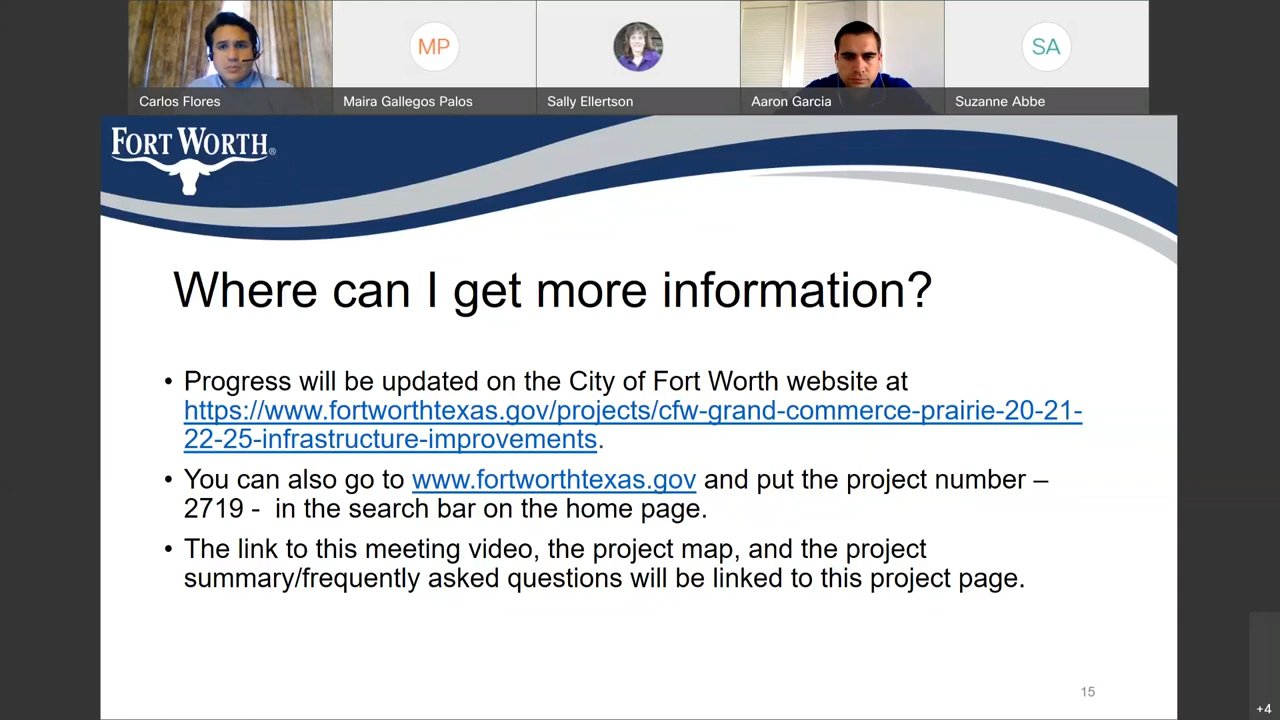 MP
SA
Carlos Flores
Maira Gallegos Palos
Sally Ellertson
Aaron Garcia
Suzanne Abbe
FORT WORTH®
Where can I get more information?
• Progress will be updated on the City of Fort Worth website at
https://www.fortworthtexas.gov/projects/cfw-grand-commerce-prairie-20-21-
22-25-infrastructure-improvements.
• You can also go to www.fortworthtexas.gov and put the project number –
2719 - in the search bar on the home page.
• The link to this meeting video, the project map, and the project
summary/frequently asked questions will be linked to this project page.
15
+4